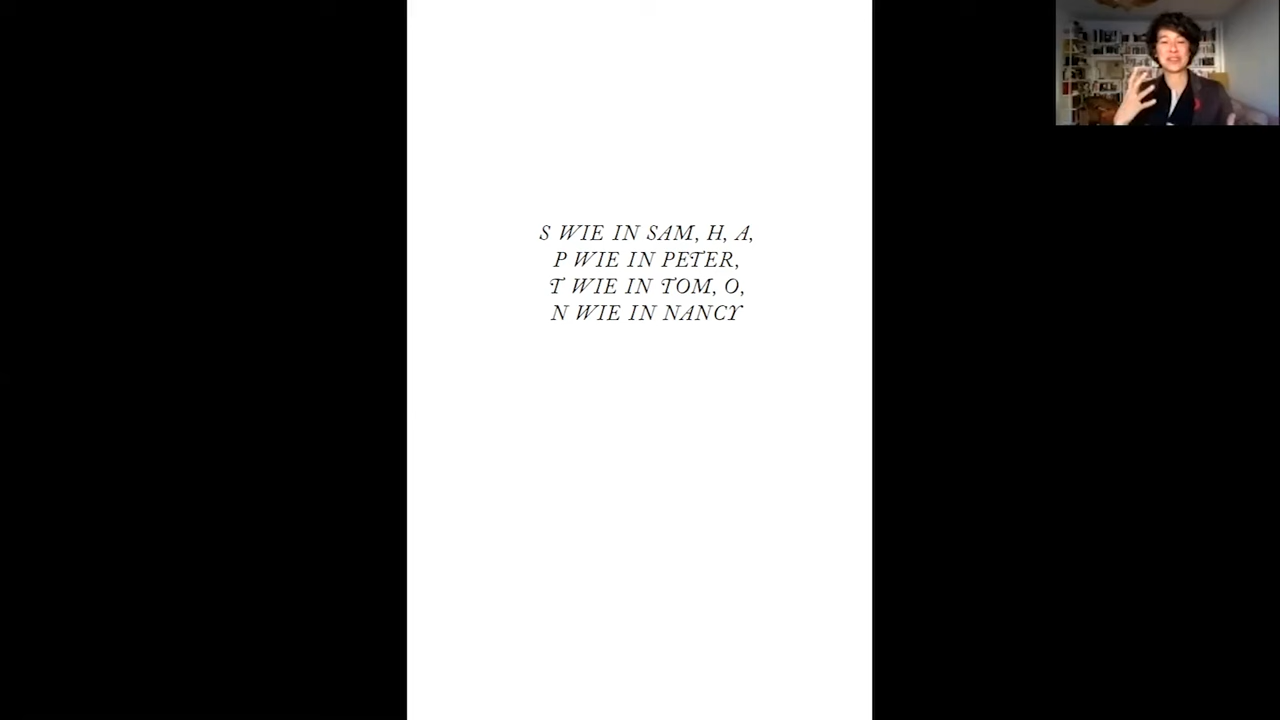 S WIE IN SAM, H, A,
P WIE IN PETER,
T WIE IN TOM, O,
N WIE IN NANCY